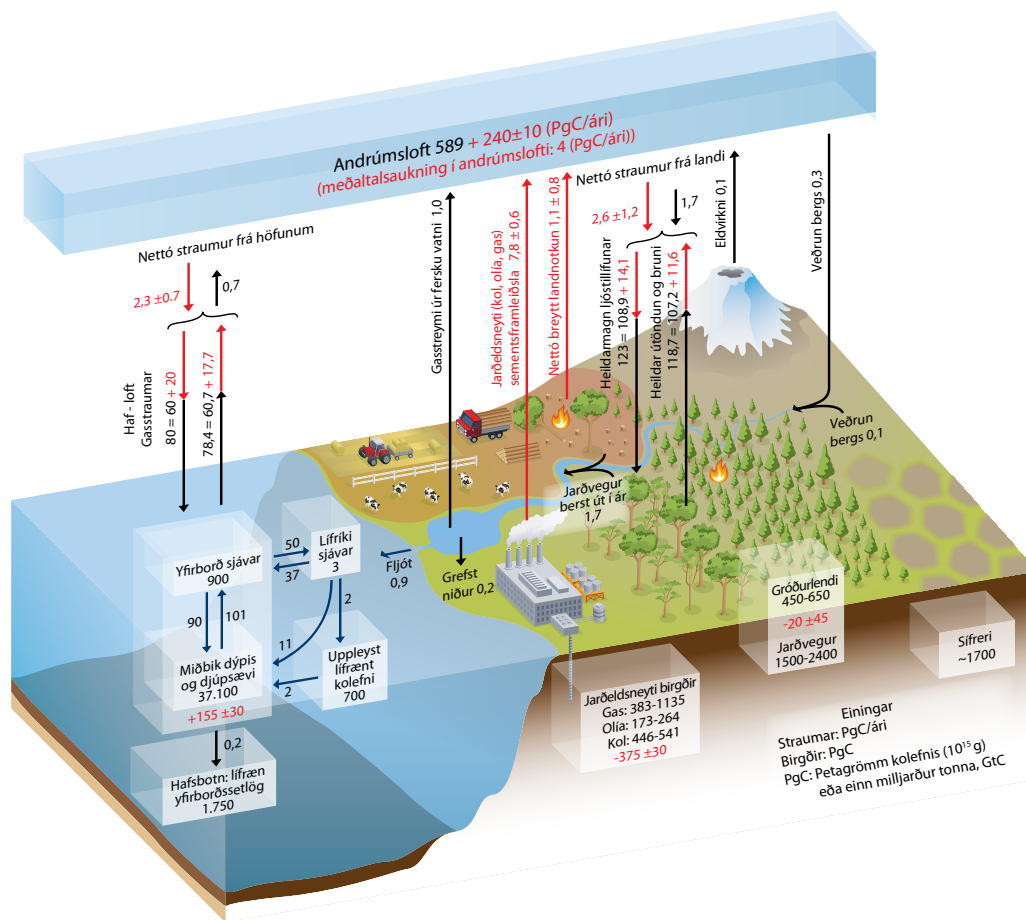 Andrúmsloft 589 + 240±10 (PgC/ári)
(meðaltalsaukning í andrúmslofti: 4 (PgC/ári))
Nettó straumur frá höfunum
2,3 ±0.7
0,7
Haf - loft
Gasstraumar
80 = 60 + 20
78,4 = 60,7 + 17,7
Gasstreymi úr fersku vatni 1,0
Jarðeldsneyti (kol, olía, gas)
sementsframleiðsla 7,8 ± 0,6
Nettó breytt landnotkun 1,1 ± 0,8
Nettó straumur frá landi
2,6 ±1,2
1,7
Heildarmagn ljóstillífunar
123 = 108,9 + 14,1
Heildar útöndun og bruni
118,7 = 107,2 + 11,6
Eldvirkni 0,1
Veðrun bergs 0,3
Veðrun
bergs 0,1
Jarðvegur
berst út í ár
1,7
Yfirborð sjávar
900
50
37
Lífríki
sjávar
3
Fljót
0,9
Grefst
niður 0,2
90
101
11
2
2
Miðbik dýpis
og djúpsævi
37.100
+155 ±30
Uppleyst
lífrænt
kolefni
700
0,2
Hafsbotn: lífræn
yfirborðssetlög
1.750
Jarðeldsneyti birgðir
Gas: 383-1135
Olía: 173-264
Kol: 446-541
-375 ±30
Gróðurlendi
450-650
-20 ±45
Jarðvegur
1500-2400
Sífreri
~1700
Einingar
Straumar: PgC/ári
Birgðir: PgC
PgC: Petagrömm kolefnis (10¹⁵ g)
eða einn milljarður tonna, GtC